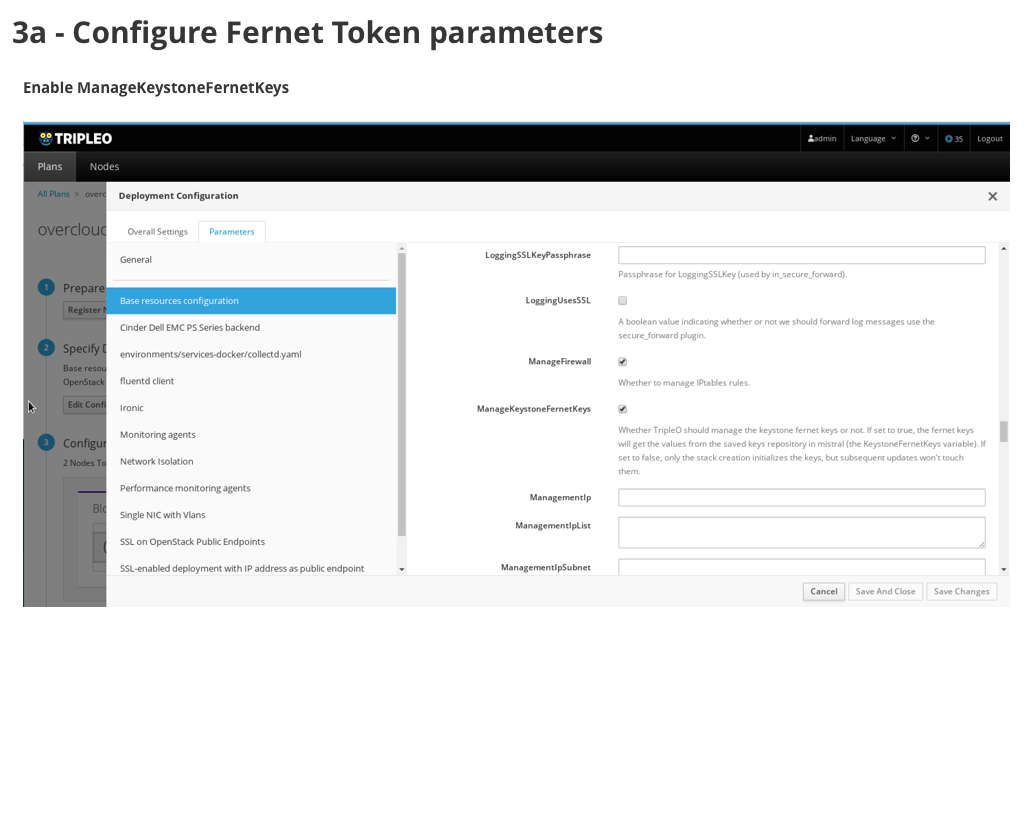 3a - Configure Fernet Token parameters
Enable ManageKeystoneFernetKeys
TRIPLEO
admin
Language
35
Logout
Plans
Nodes
All Plans » overc
Deployment Configuration
overcloud
Overall Settings
Parameters
1 Prepare
Register N
2 Specify D
Base resou
OpenStack
Edit Confi
3 Configur
2 Nodes To
Blo
General
Base resources configuration
Cinder Dell EMC PS Series backend
environments/services-docker/collectd.yaml
fluentd client
Ironic
Monitoring agents
Network Isolation
Performance monitoring agents
Single NIC with Vlans
SSL on OpenStack Public Endpoints
SSL-enabled deployment with IP address as public endpoint
LoggingSSLKeyPassphrase
Passphrase for LoggingSSLKey (used by in_secure_forward).
LoggingUsesSSL
A boolean value indicating whether or not we should forward log messages use the
secure_forward plugin.
ManageFirewall
Whether to manage IPtables rules.
ManageKeystoneFernetKeys
Whether TripleO should manage the keystone fernet keys or not. If set to true, the fernet keys
will get the values from the saved keys repository in mistral (the KeystoneFernetKeys variable). If
set to false, only the stack creation initializes the keys, but subsequent updates won't touch
them.
ManagementIp
ManagementIpList
ManagementIpSubnet
Cancel
Save And Close
Save Changes